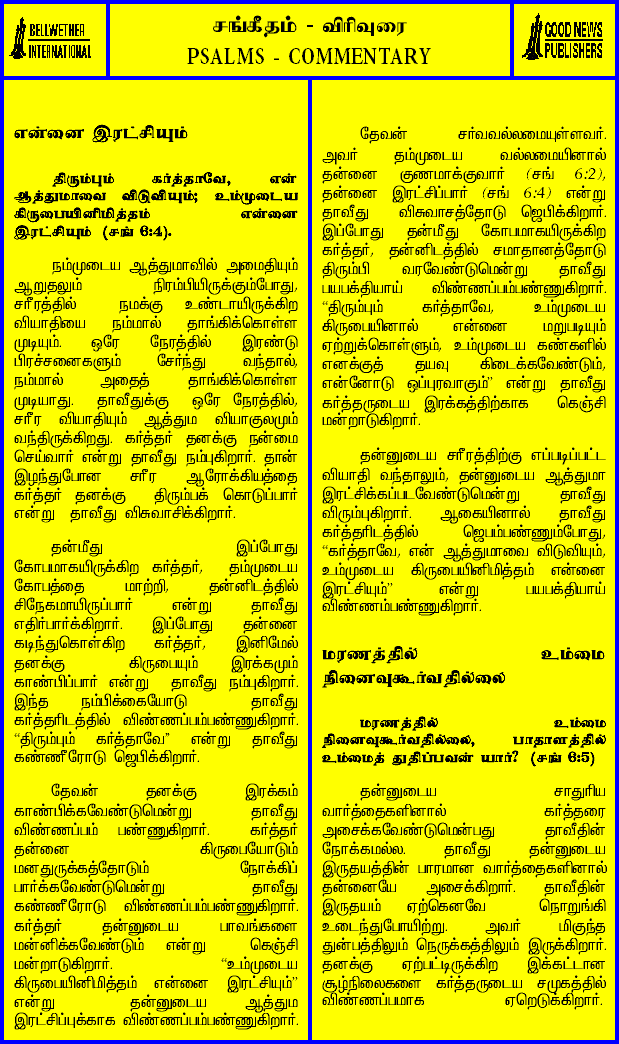 BELLWETHER
INTERNATIONAL
சங்கீதம் - விரிவுரை
PSALMS - COMMENTARY
GOOD NEWS
PUBLISHERS
என்னை இரட்சியும்
திரும்பும் கர்த்தாவே, என்
ஆத்துமாவை விடுவியும்; உம்முடைய
கிருபையினிமித்தம் என்னை
இரட்சியும் (சங் 6:4).
நம்முடைய ஆத்துமாவில் அமைதியும்
ஆறுதலும் நிரம்பியிருக்கும்போது,
சரீரத்தில் நமக்கு உண்டாயிருக்கிற
வியாதியை நம்மால் தாங்கிக்கொள்ள
முடியும். ஒரே நேரத்தில் இரண்டு
பிரச்சனைகளும் சேர்ந்து வந்தால்,
நம்மால் அதைத் தாங்கிக்கொள்ள
முடியாது. தாவீதுக்கு ஒரே நேரத்தில்,
சரீர வியாதியும் ஆத்தும வியாகுலமும்
வந்திருக்கிறது. கர்த்தர் தனக்கு நன்மை
செய்வார் என்று தாவீது நம்புகிறார். தான்
இழந்துபோன சரீர ஆரோக்கியத்தை
கர்த்தர் தனக்கு திரும்பக் கொடுப்பார்
என்று தாவீது விசுவாசிக்கிறார்.
தன்மீது இப்போது
கோபமாகயிருக்கிற கர்த்தர், தம்முடைய
கோபத்தை மாற்றி, தன்னிடத்தில்
சிநேகமாயிருப்பார் என்று தாவீது
எதிர்பார்க்கிறார். இப்போது தன்னை
கடிந்துகொள்கிற கர்த்தர், இனிமேல்
தனக்கு கிருபையும் இரக்கமும்
காண்பிப்பார் என்று தாவீது நம்புகிறார்.
இந்த நம்பிக்கையோடு தாவீது
கர்த்தரிடத்தில் விண்ணப்பம்பண்ணுகிறார்.
“திரும்பும் கர்த்தாவே” என்று தாவீது
கண்ணீரோடு ஜெபிக்கிறார்.
தேவன் தனக்கு இரக்கம்
காண்பிக்கவேண்டுமென்று தாவீது
விண்ணப்பம் பண்ணுகிறார். கர்த்தர்
தன்னை கிருபையோடும்
மனதுருக்கத்தோடும் நோக்கிப்
பார்க்கவேண்டுமென்று தாவீது
கண்ணீரோடு விண்ணப்பம்பண்ணுகிறார்.
கர்த்தர் தன்னுடைய பாவங்களை
மன்னிக்கவேண்டும் என்று கெஞ்சி
மன்றாடுகிறார். “உம்முடைய
கிருபையினிமித்தம் என்னை இரட்சியும்”
என்று தன்னுடைய ஆத்தும
இரட்சிப்புக்காக விண்ணப்பம்பண்ணுகிறார்.
தேவன் சர்வவல்லமையுள்ளவர்.
அவர் தம்முடைய வல்லமையினால்
தன்னை குணமாக்குவார் (சங் 6:2),
தன்னை இரட்சிப்பார் (சங் 6:4) என்று
தாவீது விசுவாசத்தோடு ஜெபிக்கிறார்.
இப்போது தன்மீது கோபமாகயிருக்கிற
கர்த்தர், தன்னிடத்தில் சமாதானத்தோடு
திரும்பி வரவேண்டுமென்று தாவீது
பயபக்தியாய் விண்ணப்பம்பண்ணுகிறார்.
“திரும்பும் கர்த்தாவே, உம்முடைய
கிருபையினால் என்னை மறுபடியும்
ஏற்றுக்கொள்ளும், உம்முடைய கண்களில்
எனக்குத் தயவு கிடைக்கவேண்டும்,
என்னோடு ஒப்புரவாகும்” என்று தாவீது
கர்த்தருடைய இரக்கத்திற்காக கெஞ்சி
மன்றாடுகிறார்.
தன்னுடைய சரீரத்திற்கு எப்படிப்பட்ட
வியாதி வந்தாலும், தன்னுடைய ஆத்துமா
இரட்சிக்கப்படவேண்டுமென்று தாவீது
விரும்புகிறார். ஆகையினால் தாவீது
கர்த்தரிடத்தில் ஜெபம்பண்ணும்போது,
“கர்த்தாவே, என் ஆத்துமாவை விடுவியும்,
உம்முடைய கிருபையினிமித்தம் என்னை
இரட்சியும்” என்று பயபக்தியாய்
விண்ணம்பண்ணுகிறார்.
மரணத்தில் உம்மை
நினைவுகூர்வதில்லை
மரணத்தில் உம்மை
நினைவுகூர்வதில்லை, பாதாளத்தில்
உம்மைத் துதிப்பவன் யார்? (சங் 6:5)
தன்னுடைய சாதுரிய
வார்த்தைகளினால் கர்த்தரை
அசைக்கவேண்டுமென்பது தாவீதின்
நோக்கமல்ல. தாவீது தன்னுடைய
இருதயத்தின் பாரமான வார்த்தைகளினால்
தன்னையே அசைக்கிறார். தாவீதின்
இருதயம் ஏற்கெனவே நொறுங்கி
உடைந்துபோயிற்று. அவர் மிகுந்த
துன்பத்திலும் நெருக்கத்திலும் இருக்கிறார்.
தனக்கு ஏற்பட்டிருக்கிற இக்கட்டான
சூழ்நிலைகளை கர்த்தருடைய சமுகத்தில்
விண்ணப்பமாக ஏறெடுக்கிறார்.